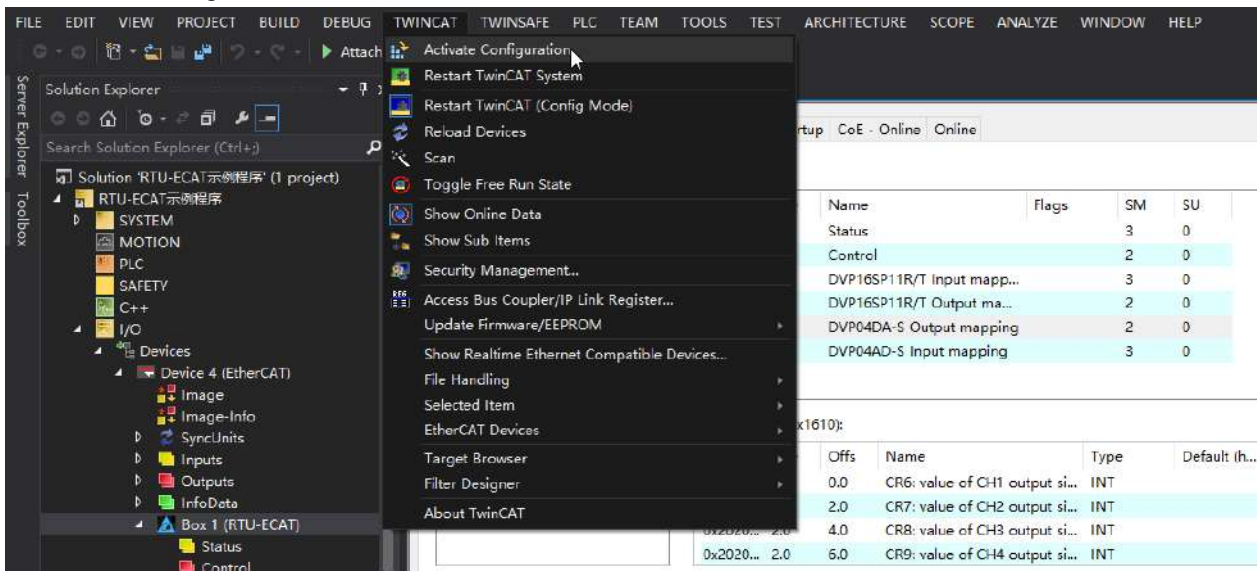 FILE EDIT VIEW PROJECT BUILD DEBUG TWINCAT TWINSAFE PLC TEAM TOOLS TEST ARCHITECTURE SCOPE ANALYZE WINDOW HELP
Attach
Server Explorer
Toolbox
Solution Explorer
Search Solution Explorer (Ctrl+;)
Solution 'RTU-ECAT示例程序' (1 project)
RTU-ECAT示例程序
SYSTEM
MOTION
PLC
SAFETY
C++
I/O
Devices
Device 4 (EtherCAT)
Image
Image-Info
SyncUnits
Inputs
Outputs
InfoData
Box 1 (RTU-ECAT)
Status
Control
Activate Configuration
Restart TwinCAT System
Restart TwinCAT (Config Mode)
Reload Devices
Scan
Toggle Free Run State
Show Online Data
Show Sub Items
Security Management...
Access Bus Coupler/IP Link Register...
Update Firmware/EEPROM
Show Realtime Ethernet Compatible Devices...
File Handling
Selected Item
EtherCAT Devices
Target Browser
Filter Designer
About TwinCAT
rtup CoE - Online Online
Name Flags SM SU
Status 3 0
Control 2 0
DVP16SP11R/T Input mapp... 3 0
DVP16SP11R/T Output ma... 2 0
DVP04DA-S Output mapping 2 0
DVP04AD-S Input mapping 3 0
x1610):
Offs Name Type Default (h...
0.0 CR6: value of CH1 output si... INT
2.0 CR7: value of CH2 output si... INT
0x2020... 2.0 4.0 CR8: value of CH3 output si... INT
0x2020... 2.0 6.0 CR9: value of CH4 output si... INT